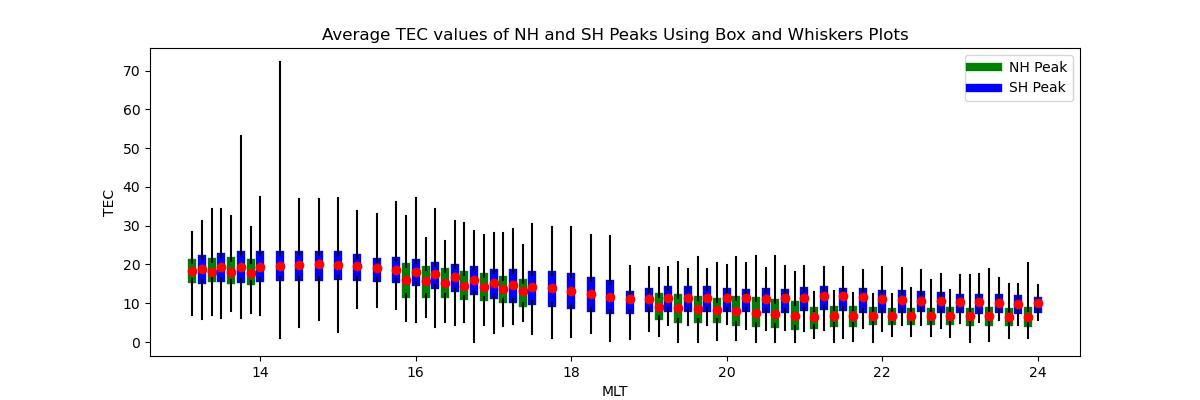 Average TEC values of NH and SH Peaks Using Box and Whiskers Plots
NH Peak
SH Peak
TEC
70
60
50
40
30
20
10
0
14 16 18 20 22 24
MLT